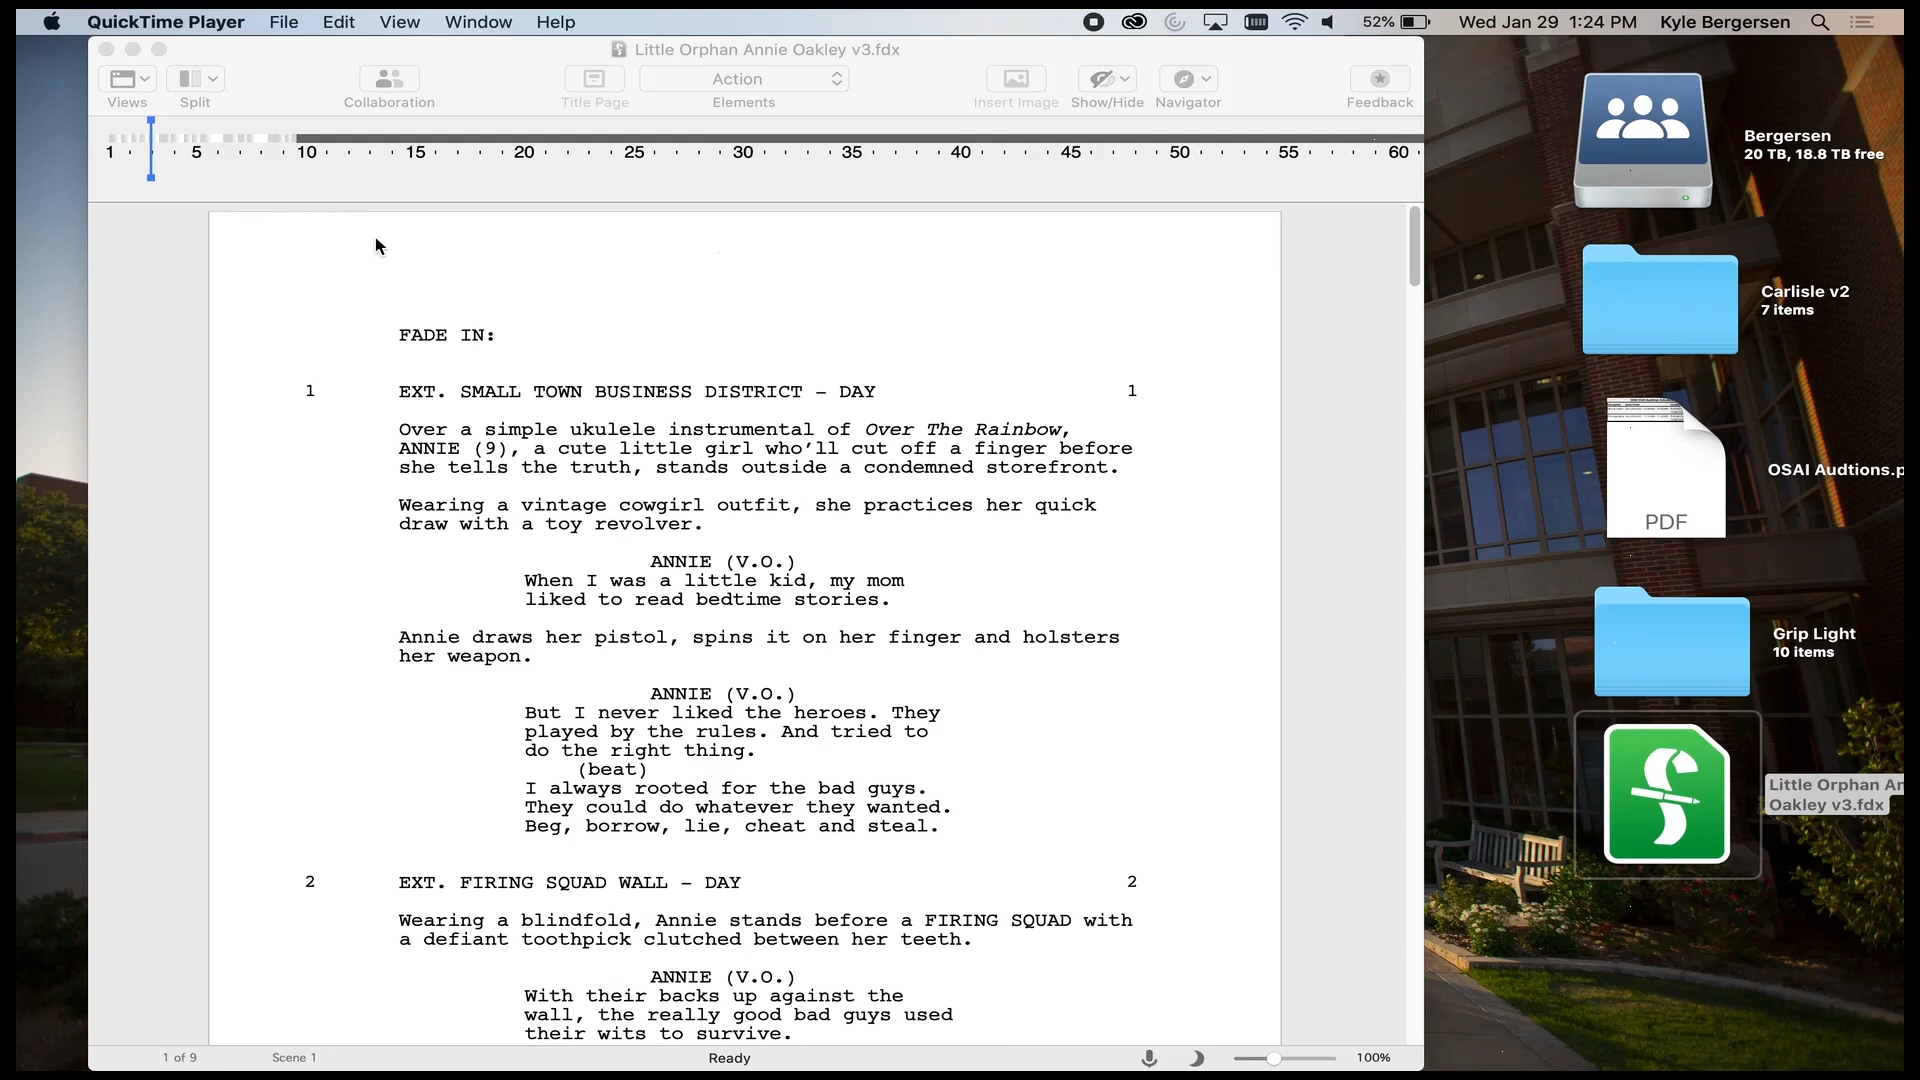 QuickTime Player File Edit View Window Help 52% Wed Jan 29 1:24 PM Kyle Bergersen
Little Orphan Annie Oakley v3.fdx
Action
Views Split Collaboration Title Page Elements Insert Image Show/Hide Navigator Feedback
1 5 10 15 20 25 30 35 40 45 50 55 60
FADE IN:
1 EXT. SMALL TOWN BUSINESS DISTRICT – DAY 1
Over a simple ukulele instrumental of Over The Rainbow,
ANNIE (9), a cute little girl who’ll cut off a finger before
she tells the truth, stands outside a condemned storefront.
Wearing a vintage cowgirl outfit, she practices her quick
draw with a toy revolver.
ANNIE (V.O.)
When I was a little kid, my mom
liked to read bedtime stories.
Annie draws her pistol, spins it on her finger and holsters
her weapon.
ANNIE (V.O.)
But I never liked the heroes. They
played by the rules. And tried to
do the right thing.
(beat)
I always rooted for the bad guys.
They could do whatever they wanted.
Beg, borrow, lie, cheat and steal.
2 EXT. FIRING SQUAD WALL – DAY 2
Wearing a blindfold, Annie stands before a FIRING SQUAD with
a defiant toothpick clutched between her teeth.
ANNIE (V.O.)
With their backs up against the
wall, the really good bad guys used
their wits to survive.
1 of 9 Scene 1 Ready 100%
Bergersen
20 TB, 18.8 TB free
Carlisle v2
7 items
OSAI Audtions.p
PDF
Grip Light
10 items
Little Orphan An
Oakley v3.fdx